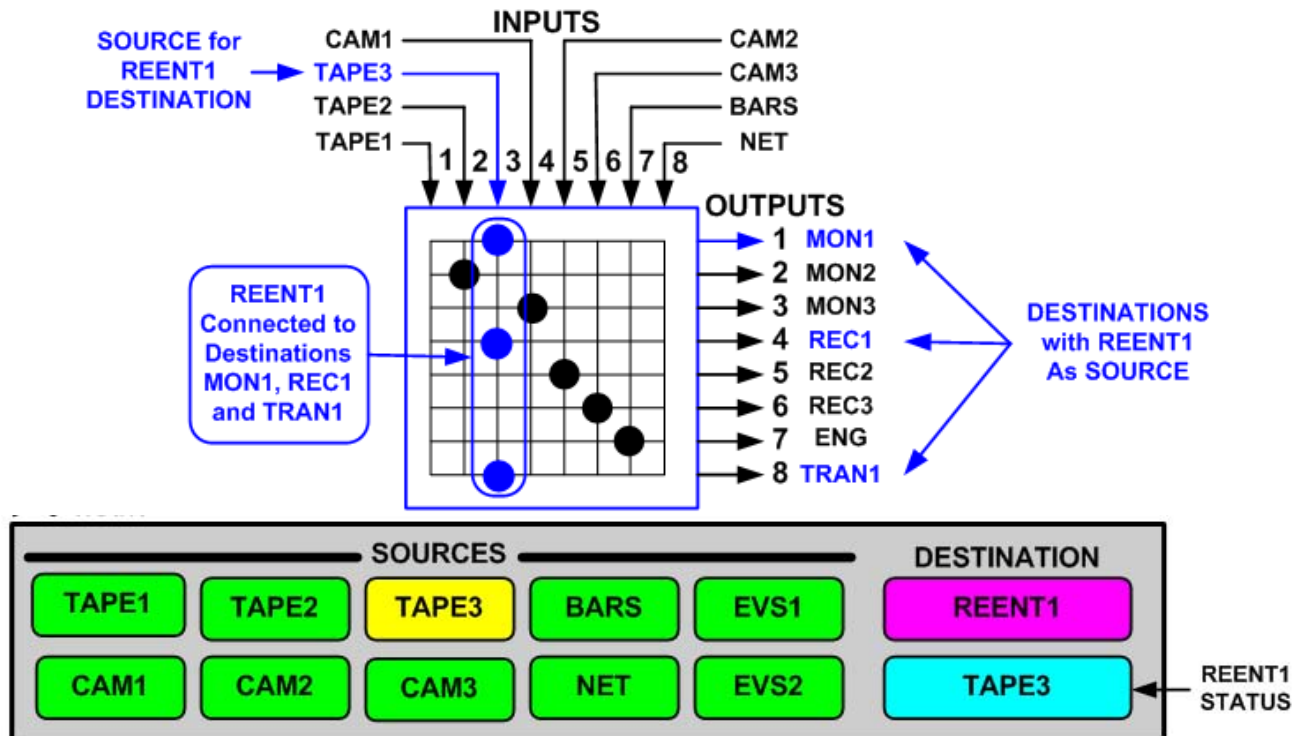 INPUTS
SOURCE for
REENT1
DESTINATION
CAM1
TAPE3
TAPE2
TAPE1
CAM2
CAM3
BARS
NET
1 2 3 4 5 6 7 8
OUTPUTS
1 MON1
2 MON2
3 MON3
4 REC1
5 REC2
6 REC3
7 ENG
8 TRAN1
REENT1
Connected to
Destinations
MON1, REC1
and TRAN1
DESTINATIONS
with REENT1
As SOURCE
SOURCES
DESTINATION
TAPE1 TAPE2 TAPE3 BARS EVS1 REENT1
CAM1 CAM2 CAM3 NET EVS2 TAPE3
REENT1
STATUS